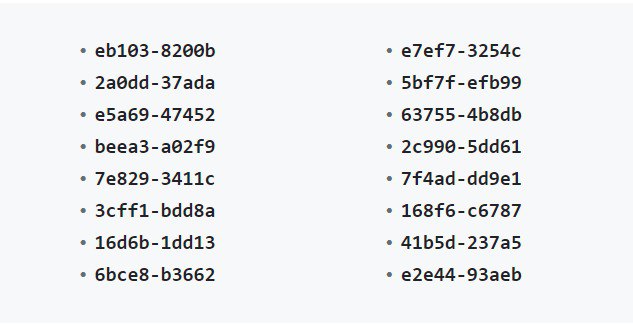 eb103-8200b
2a0dd-37ada
e5a69-47452
beea3-a02f9
7e829-3411c
3cff1-bdd8a
16d6b-1dd13
6bce8-b3662
e7ef7-3254c
5bf7f-efb99
63755-4b8db
2c990-5dd61
7f4ad-dd9e1
168f6-c6787
41b5d-237a5
e2e44-93aeb